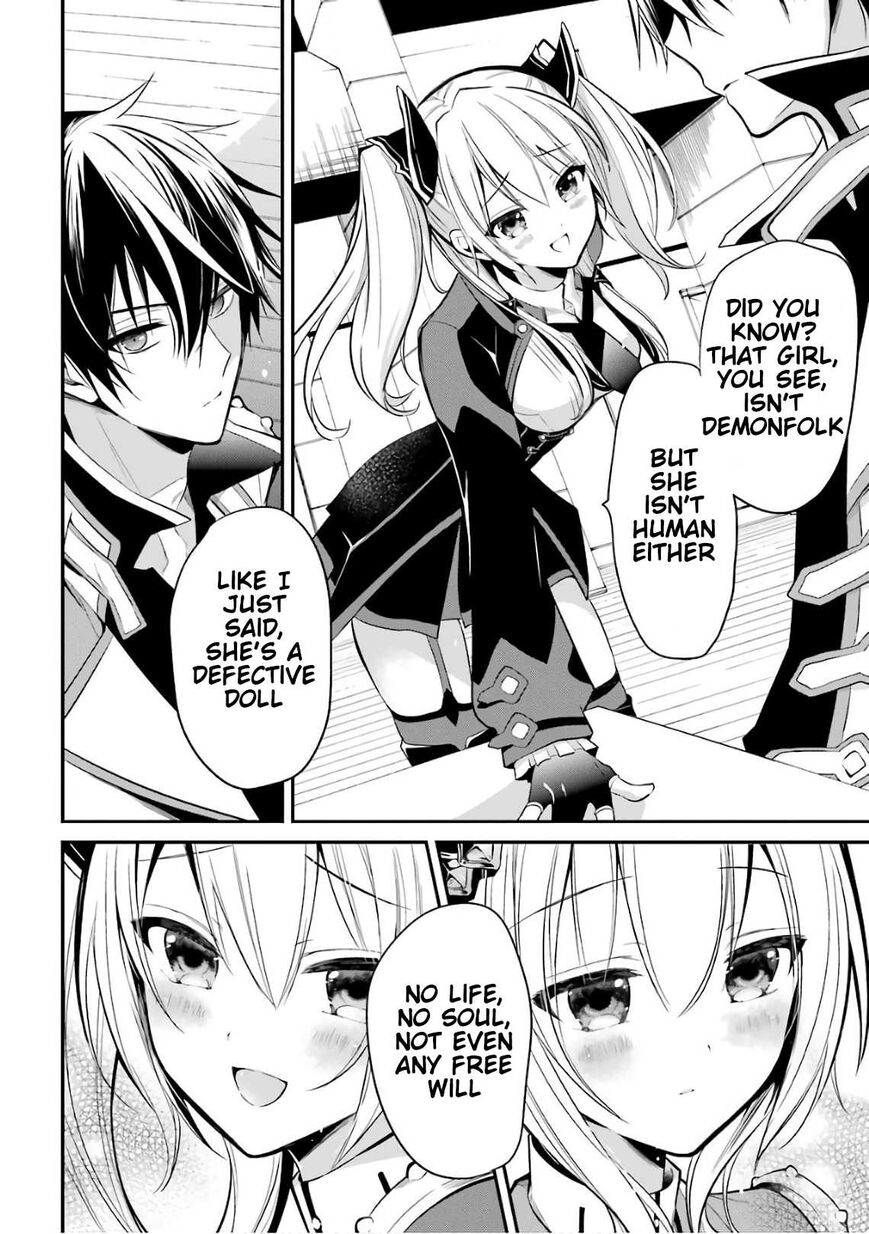 DID YOU
KNOW?
THAT GIRL,
YOU SEE,
ISN'T
DEMONFOLK
BUT
SHE
ISN'T
HUMAN
EITHER
LIKE I
JUST
SAID,
SHE'S A
DEFECTIVE
DOLL
NO LIFE,
NO SOUL,
NOT EVEN
ANY FREE
WILL